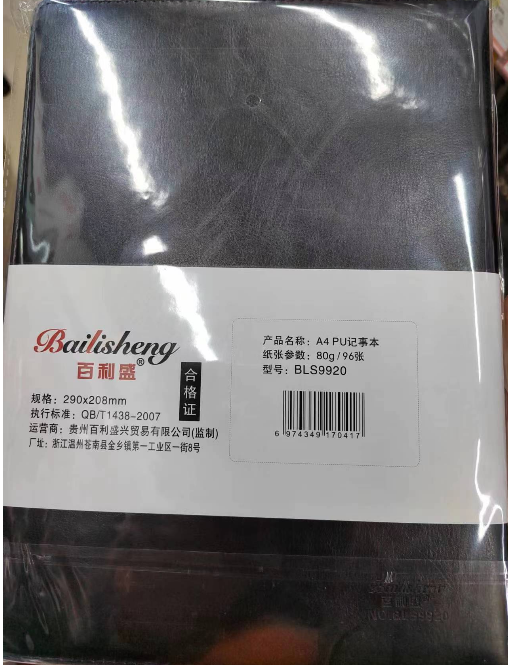 Bailisheng®
百利盛
合格证
规格：290x208mm
执行标准：QB/T1438-2007
运营商：贵州百利盛兴贸易有限公司(监制)
厂址：浙江温州苍南县金乡镇第一工业区一街8号
产品名称：A4 PU记事本
纸张参数：80g/96张
型号：BLS9920
6 974349 170417
百利盛